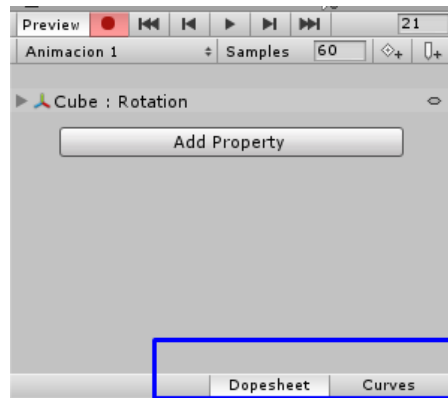 Preview 21
Animacion 1 Samples 60
Cube : Rotation
Add Property
Dopesheet Curves